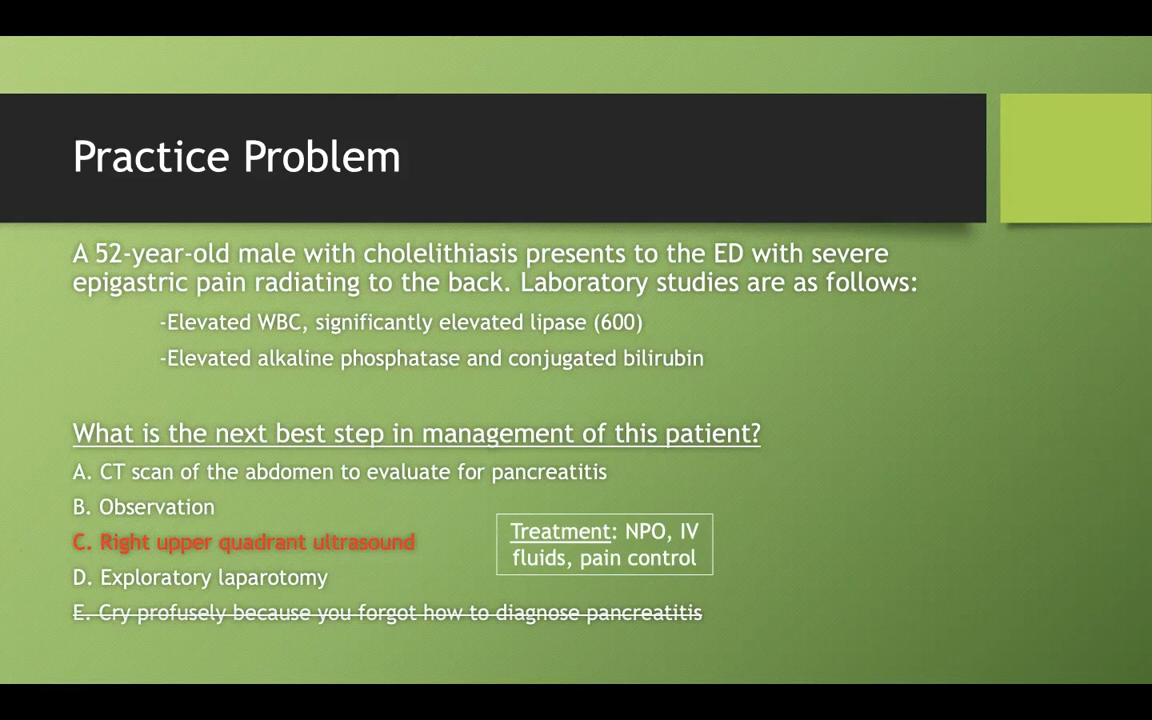 Practice Problem
A 52-year-old male with cholelithiasis presents to the ED with severe
epigastric pain radiating to the back. Laboratory studies are as follows:
-Elevated WBC, significantly elevated lipase (600)
-Elevated alkaline phosphatase and conjugated bilirubin
What is the next best step in management of this patient?
A. CT scan of the abdomen to evaluate for pancreatitis
B. Observation
C. Right upper quadrant ultrasound
Treatment: NPO, IV
fluids, pain control
D. Exploratory laparotomy
E. Cry profusely because you forgot how to diagnose pancreatitis